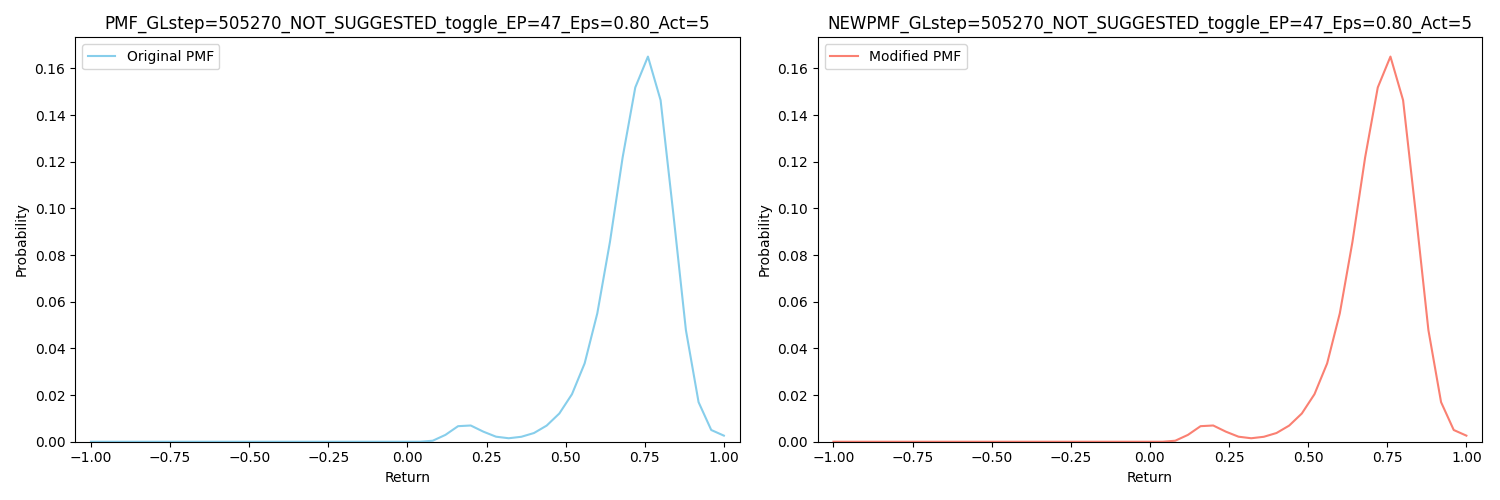 PMF_GLstep=505270_NOT_SUGGESTED_toggle_EP=47_Eps=0.80_Act=5
Original PMF
0.16
0.14
0.12
0.10
0.08
0.06
0.04
0.02
0.00
Probability
−1.00 −0.75 −0.50 −0.25 0.00 0.25 0.50 0.75 1.00
Return
NEWPMF_GLstep=505270_NOT_SUGGESTED_toggle_EP=47_Eps=0.80_Act=5
Modified PMF
0.16
0.14
0.12
0.10
0.08
0.06
0.04
0.02
0.00
Probability
−1.00 −0.75 −0.50 −0.25 0.00 0.25 0.50 0.75 1.00
Return